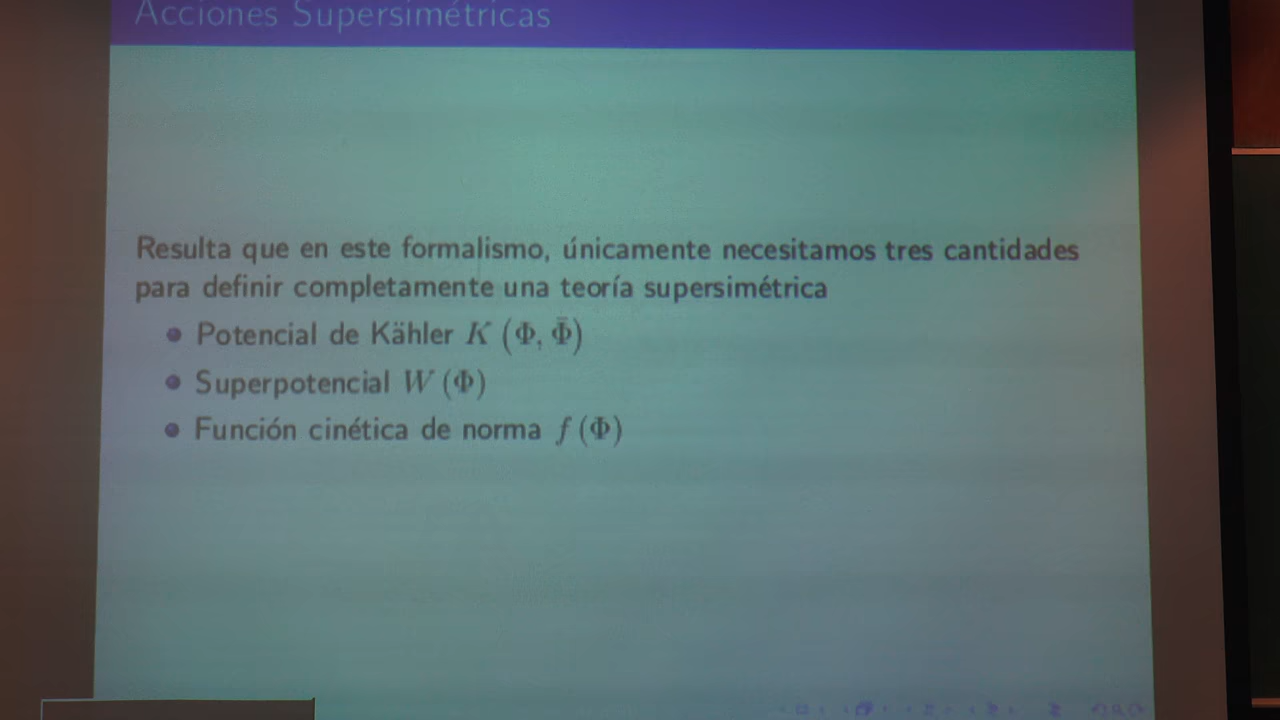 Acciones Supersimétricas
Resulta que en este formalismo, únicamente necesitamos tres cantidades
para definir completamente una teoría supersimétrica
• Potencial de Kähler K (Φ, Φ̄)
• Superpotencial W (Φ)
• Función cinética de norma f (Φ)